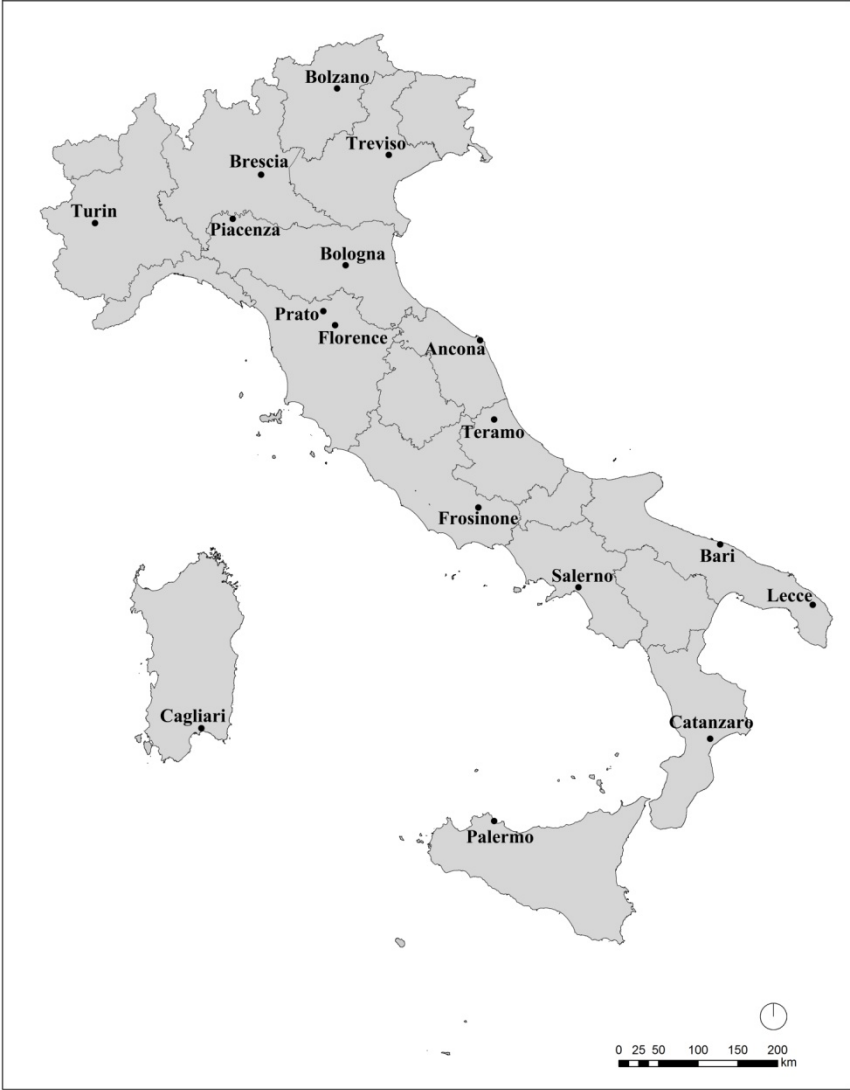 Bolzano
Treviso
Brescia
Turin
Piacenza
Bologna
Prato
Florence
Ancona
Teramo
Frosinone
Bari
Salerno
Lecce
Cagliari
Catanzaro
Palermo
0 25 50 100 150 200
km